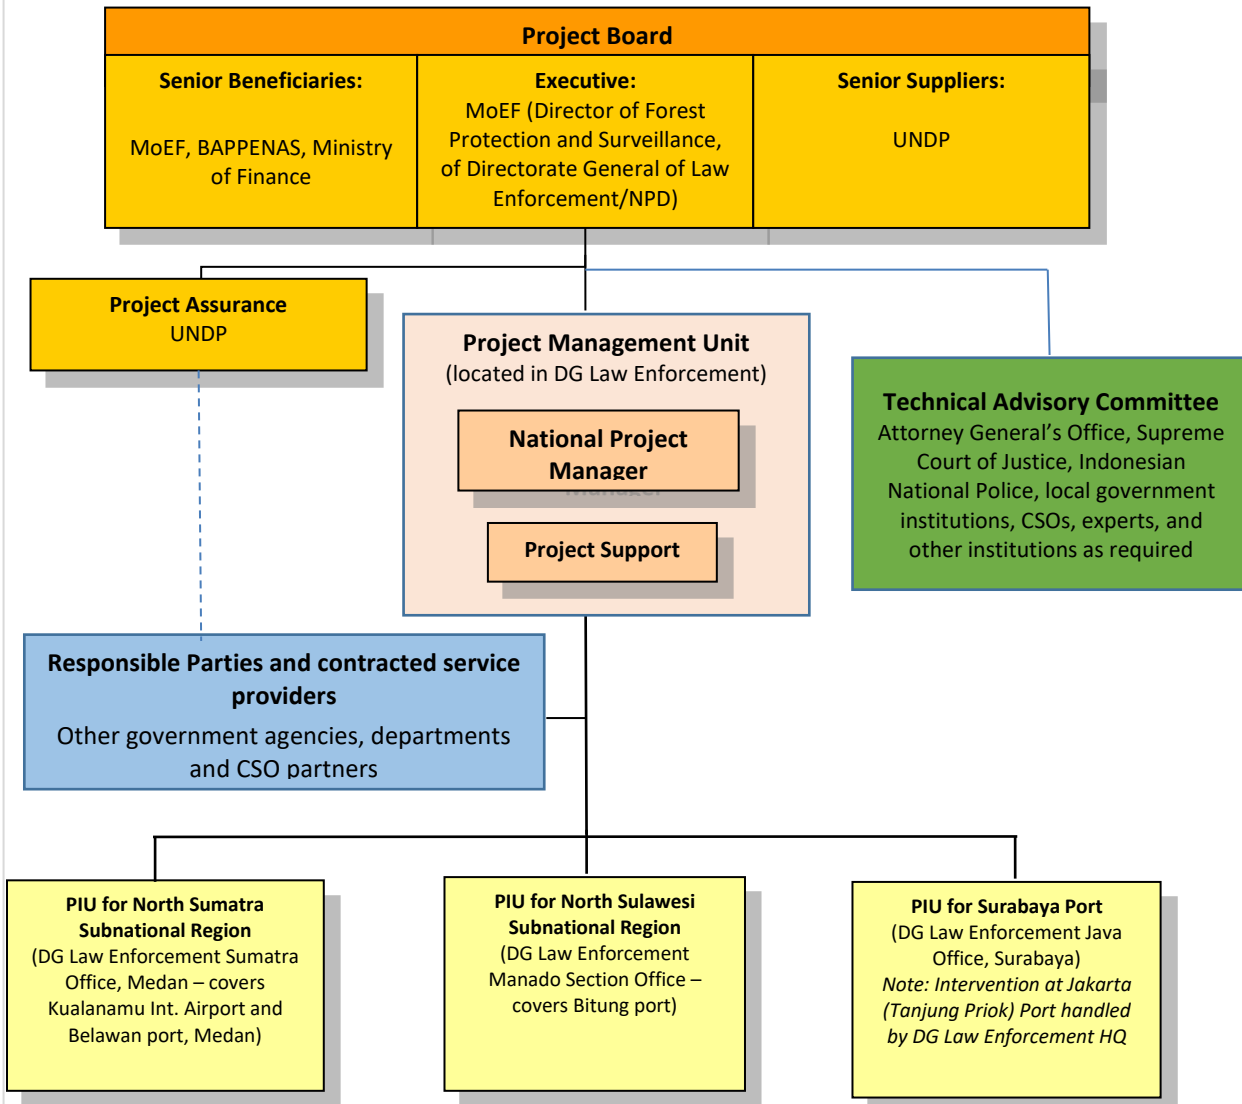 Project Board
Senior Beneficiaries:
MoEF, BAPPENAS, Ministry
of Finance
Executive:
MoEF (Director of Forest
Protection and Surveillance,
of Directorate General of Law
Enforcement/NPD)
Senior Suppliers:
UNDP
Project Assurance
UNDP
Project Management Unit
(located in DG Law Enforcement)
National Project
Manager
Project Support
Technical Advisory Committee
Attorney General’s Office, Supreme
Court of Justice, Indonesian
National Police, local government
institutions, CSOs, experts, and
other institutions as required
Responsible Parties and contracted service
providers
Other government agencies, departments
and CSO partners
PIU for North Sumatra
Subnational Region
(DG Law Enforcement Sumatra
Office, Medan – covers
Kualanamu Int. Airport and
Belawan port, Medan)
PIU for North Sulawesi
Subnational Region
(DG Law Enforcement
Manado Section Office –
covers Bitung port)
PIU for Surabaya Port
(DG Law Enforcement Java
Office, Surabaya)
Note: Intervention at Jakarta
(Tanjung Priok) Port handled
by DG Law Enforcement HQ